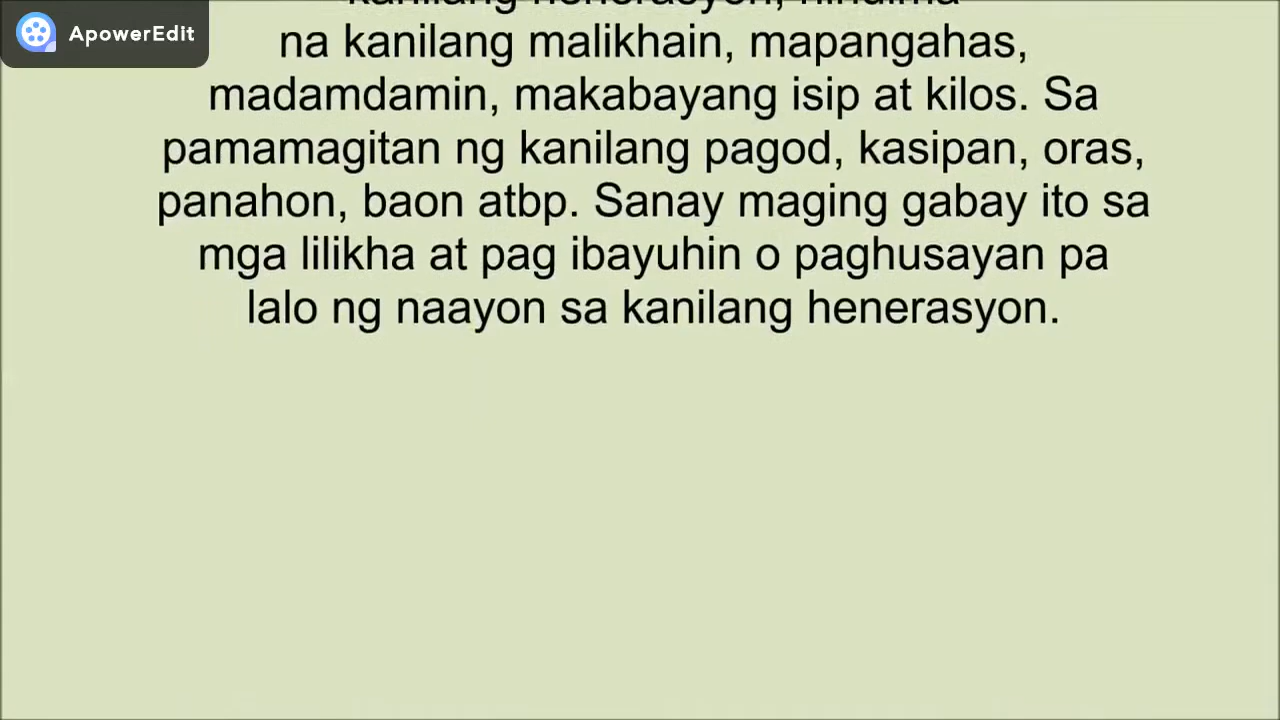 ApowerEdit
kanilang henerasyon,
na kanilang malikhain, mapangahas,
madamdamin, makabayang isip at kilos. Sa
pamamagitan ng kanilang pagod, kasipan, oras,
panahon, baon atbp. Sanay maging gabay ito sa
mga lilikha at pag ibayuhin o paghusayan pa
lalo ng naayon sa kanilang henerasyon.